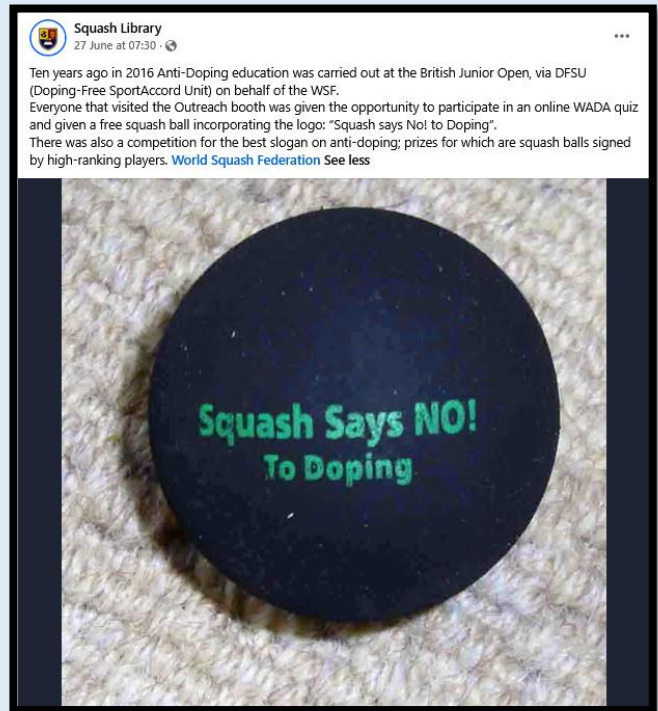 Squash Library
27 June at 07:30 ·
Ten years ago in 2016 Anti-Doping education was carried out at the British Junior Open, via DFSU
(Doping-Free SportAccord Unit) on behalf of the WSF.
Everyone that visited the Outreach booth was given the opportunity to participate in an online WADA quiz
and given a free squash ball incorporating the logo: "Squash says No! to Doping".
There was also a competition for the best slogan on anti-doping; prizes for which are squash balls signed
by high-ranking players. World Squash Federation See less
Squash Says NO!
To Doping